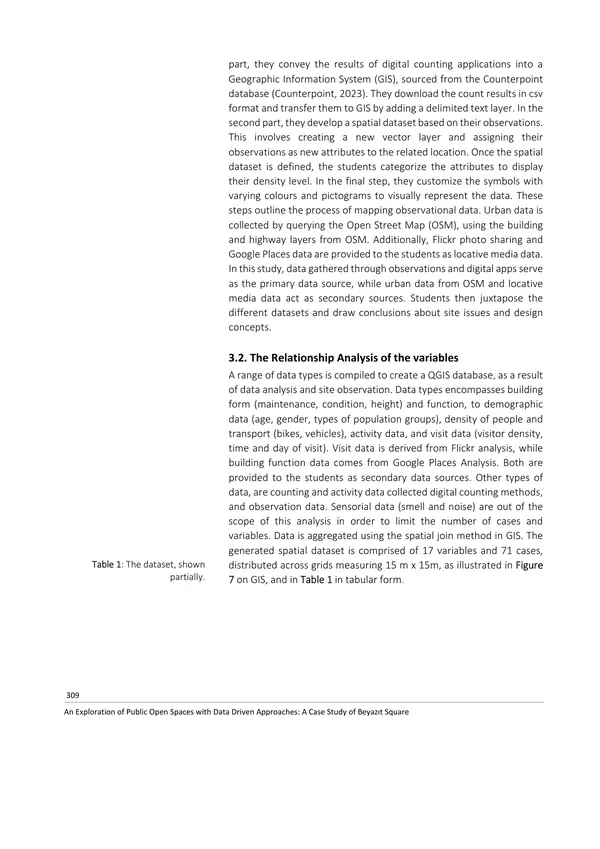 part, they convey the results of digital counting applications into a
Geographic Information System (GIS), sourced from the Counterpoint
database (Counterpoint, 2023). They download the count results in csv
format and transfer them to GIS by adding a delimited text layer. In the
second part, they develop a spatial dataset based on their observations.
This involves creating a new vector layer and assigning their
observations as new attributes to the related location. Once the spatial
dataset is defined, the students categorize the attributes to display
their density level. In the final step, they customize the symbols with
varying colours and pictograms to visually represent the data. These
steps outline the process of mapping observational data. Urban data is
collected by querying the Open Street Map (OSM), using the building
and highway layers from OSM. Additionally, Flickr photo sharing and
Google Places data are provided to the students as locative media data.
In this study, data gathered through observations and digital apps serve
as the primary data source, while urban data from OSM and locative
media data act as secondary sources. Students then juxtapose the
different datasets and draw conclusions about site issues and design
concepts.
3.2. The Relationship Analysis of the variables
A range of data types is compiled to create a QGIS database, as a result
of data analysis and site observation. Data types encompasses building
form (maintenance, condition, height) and function, to demographic
data (age, gender, types of population groups), density of people and
transport (bikes, vehicles), activity data, and visit data (visitor density,
time and day of visit). Visit data is derived from Flickr analysis, while
building function data comes from Google Places Analysis. Both are
provided to the students as secondary data sources. Other types of
data, are counting and activity data collected digital counting methods,
and observation data. Sensorial data (smell and noise) are out of the
scope of this analysis in order to limit the number of cases and
variables. Data is aggregated using the spatial join method in GIS. The
generated spatial dataset is comprised of 17 variables and 71 cases,
distributed across grids measuring 15 m x 15m, as illustrated in Figure
7 on GIS, and in Table 1 in tabular form.
Table 1: The dataset, shown
partially.
309
An Exploration of Public Open Spaces with Data Driven Approaches: A Case Study of Beyazıt Square